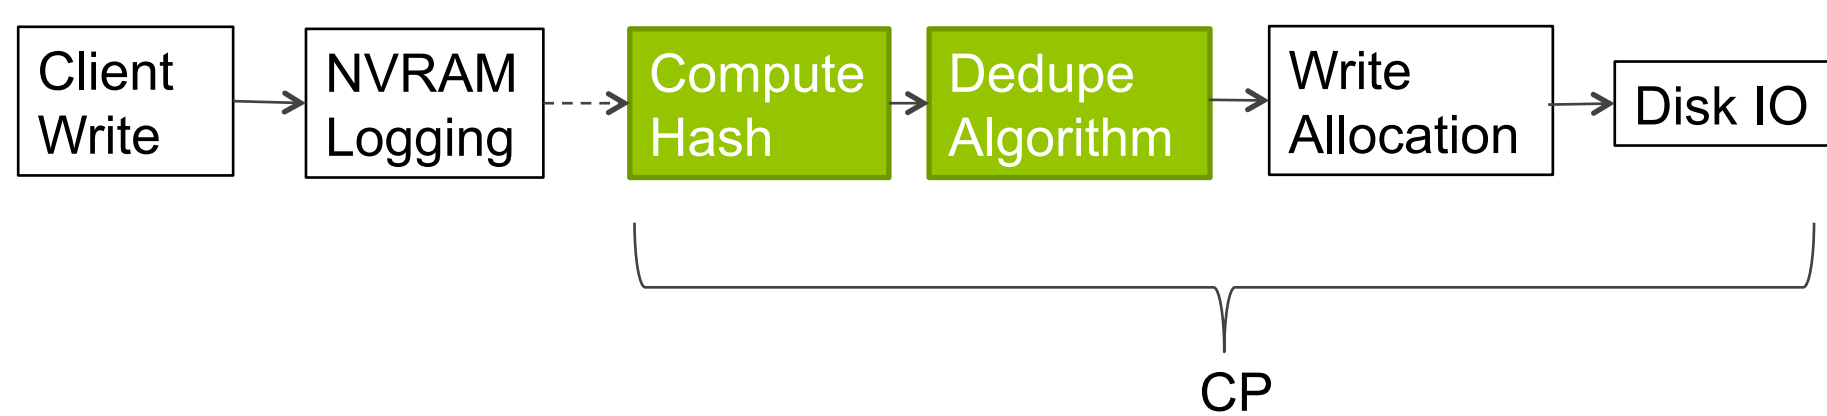 Client
Write
NVRAM
Logging
Compute
Hash
Dedupe
Algorithm
Write
Allocation
Disk IO
CP